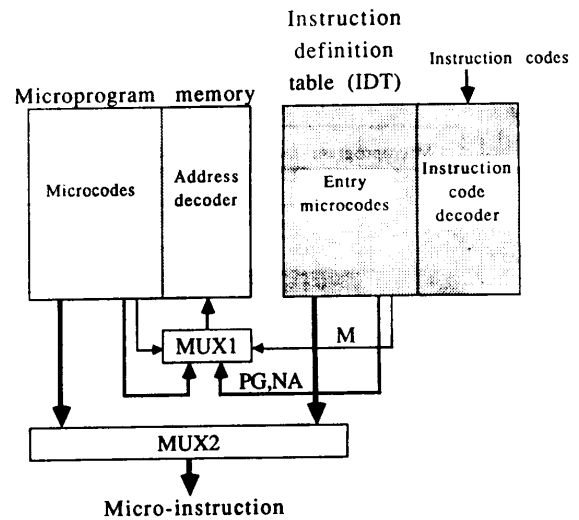 Instruction
definition
table (IDT)
Instruction codes
Microprogram memory
Microcodes
Address
decoder
Entry
microcodes
Instruction
code
decoder
MUX1
M
PG,NA
MUX2
Micro-instruction